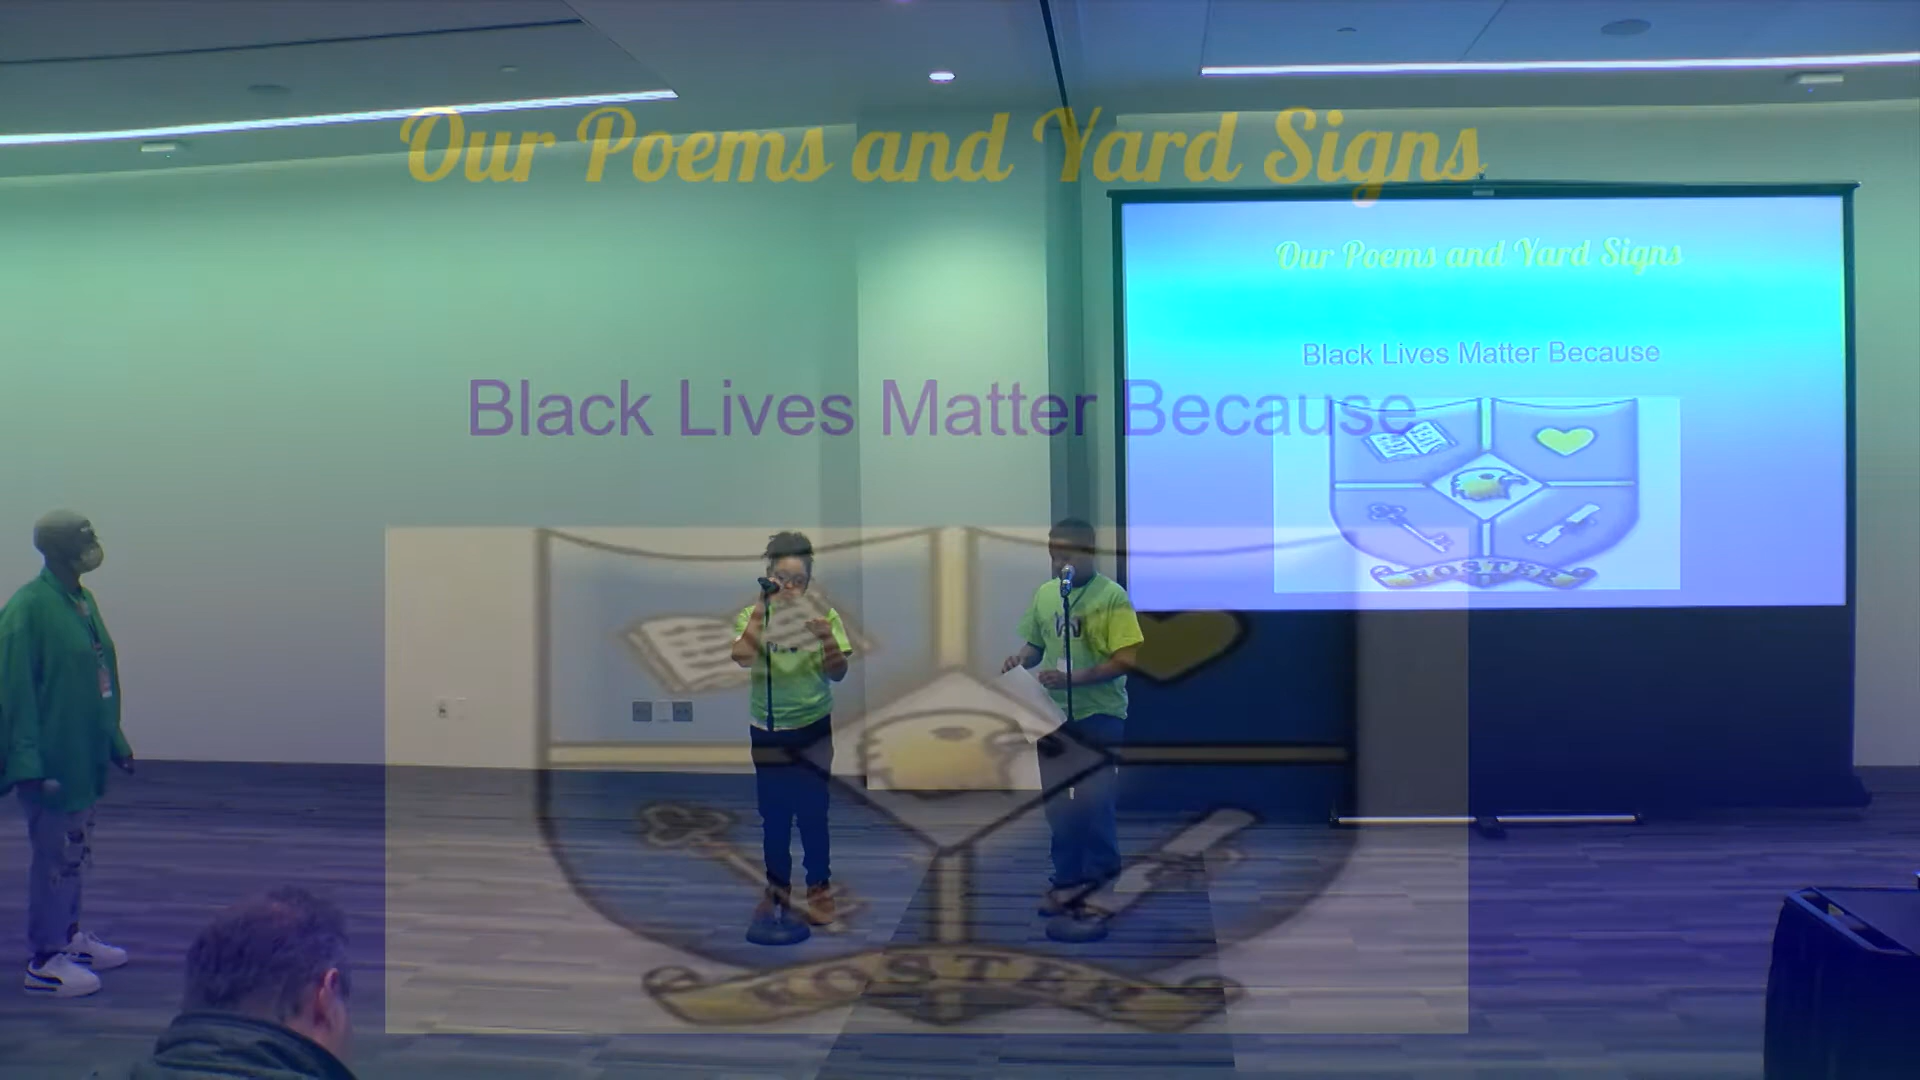 Our Poems and Yard Signs
Black Lives Matter Because
FOSTER
Our Poems and Yard Signs
Black Lives Matter Because
FOSTER